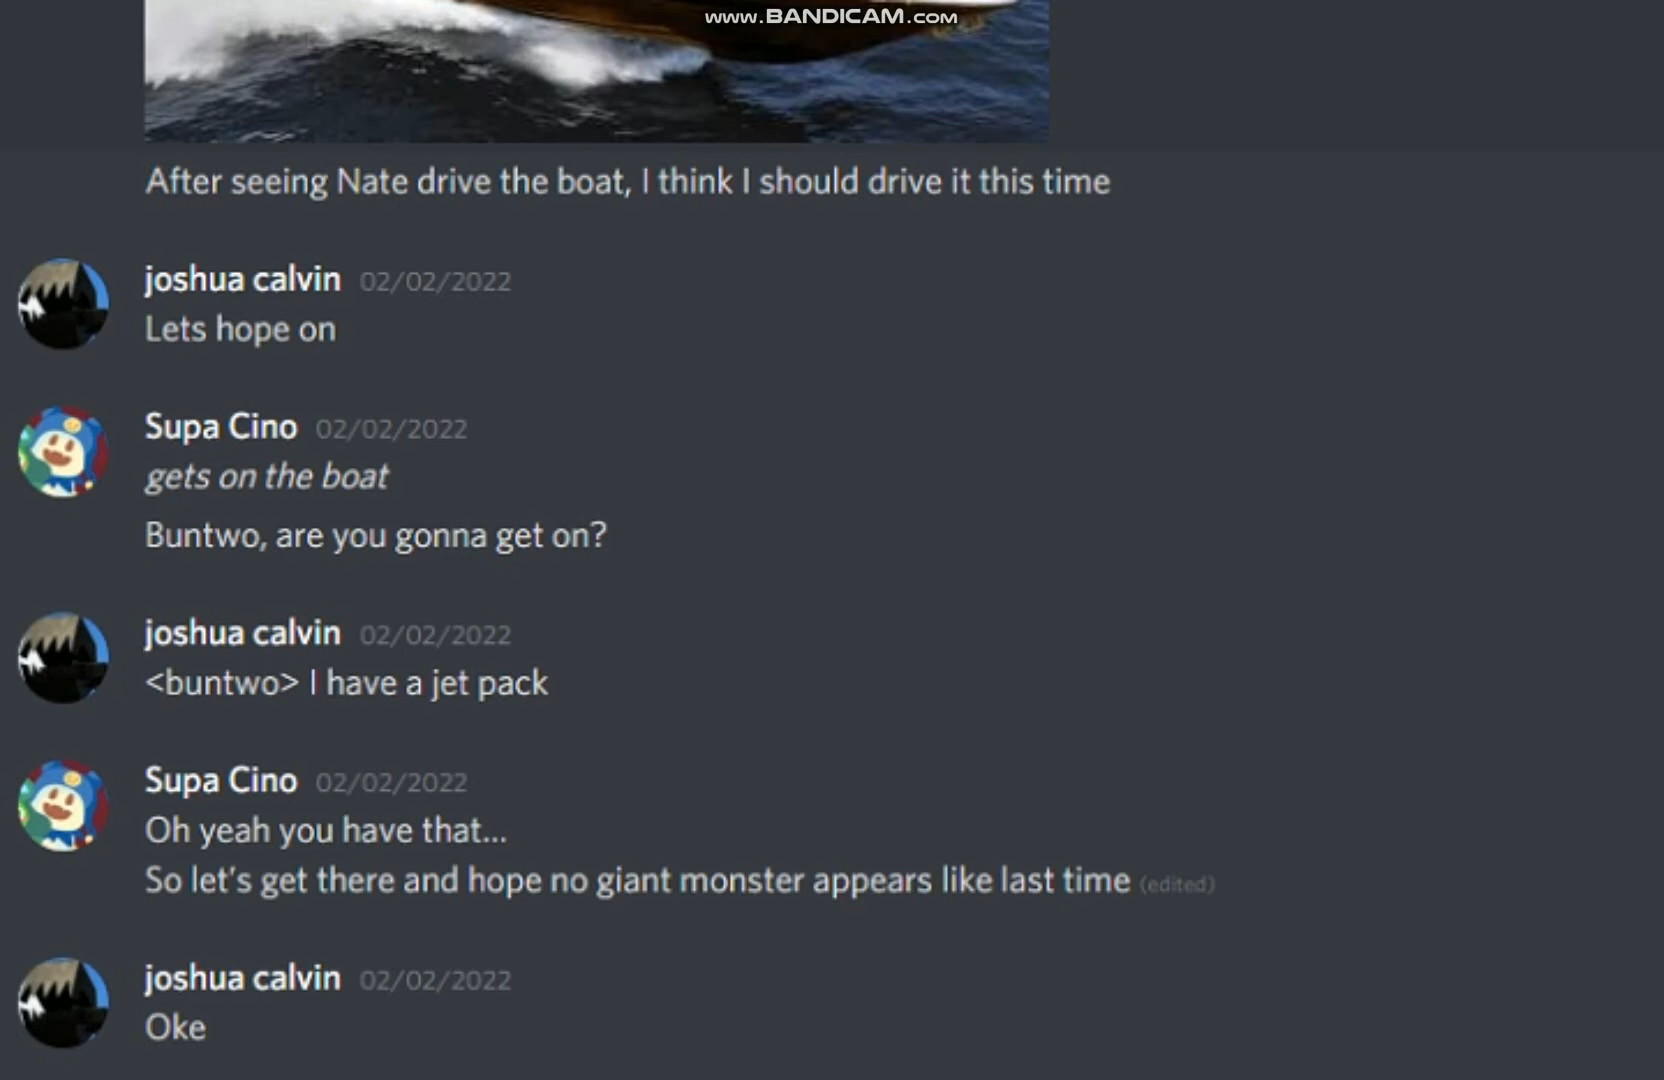 www.BANDICAM.com
After seeing Nate drive the boat, I think I should drive it this time
joshua calvin 02/02/2022
Lets hope on
Supa Cino 02/02/2022
gets on the boat
Buntwo, are you gonna get on?
joshua calvin 02/02/2022
<buntwo> I have a jet pack
Supa Cino 02/02/2022
Oh yeah you have that...
So let's get there and hope no giant monster appears like last time (edited)
joshua calvin 02/02/2022
Oke